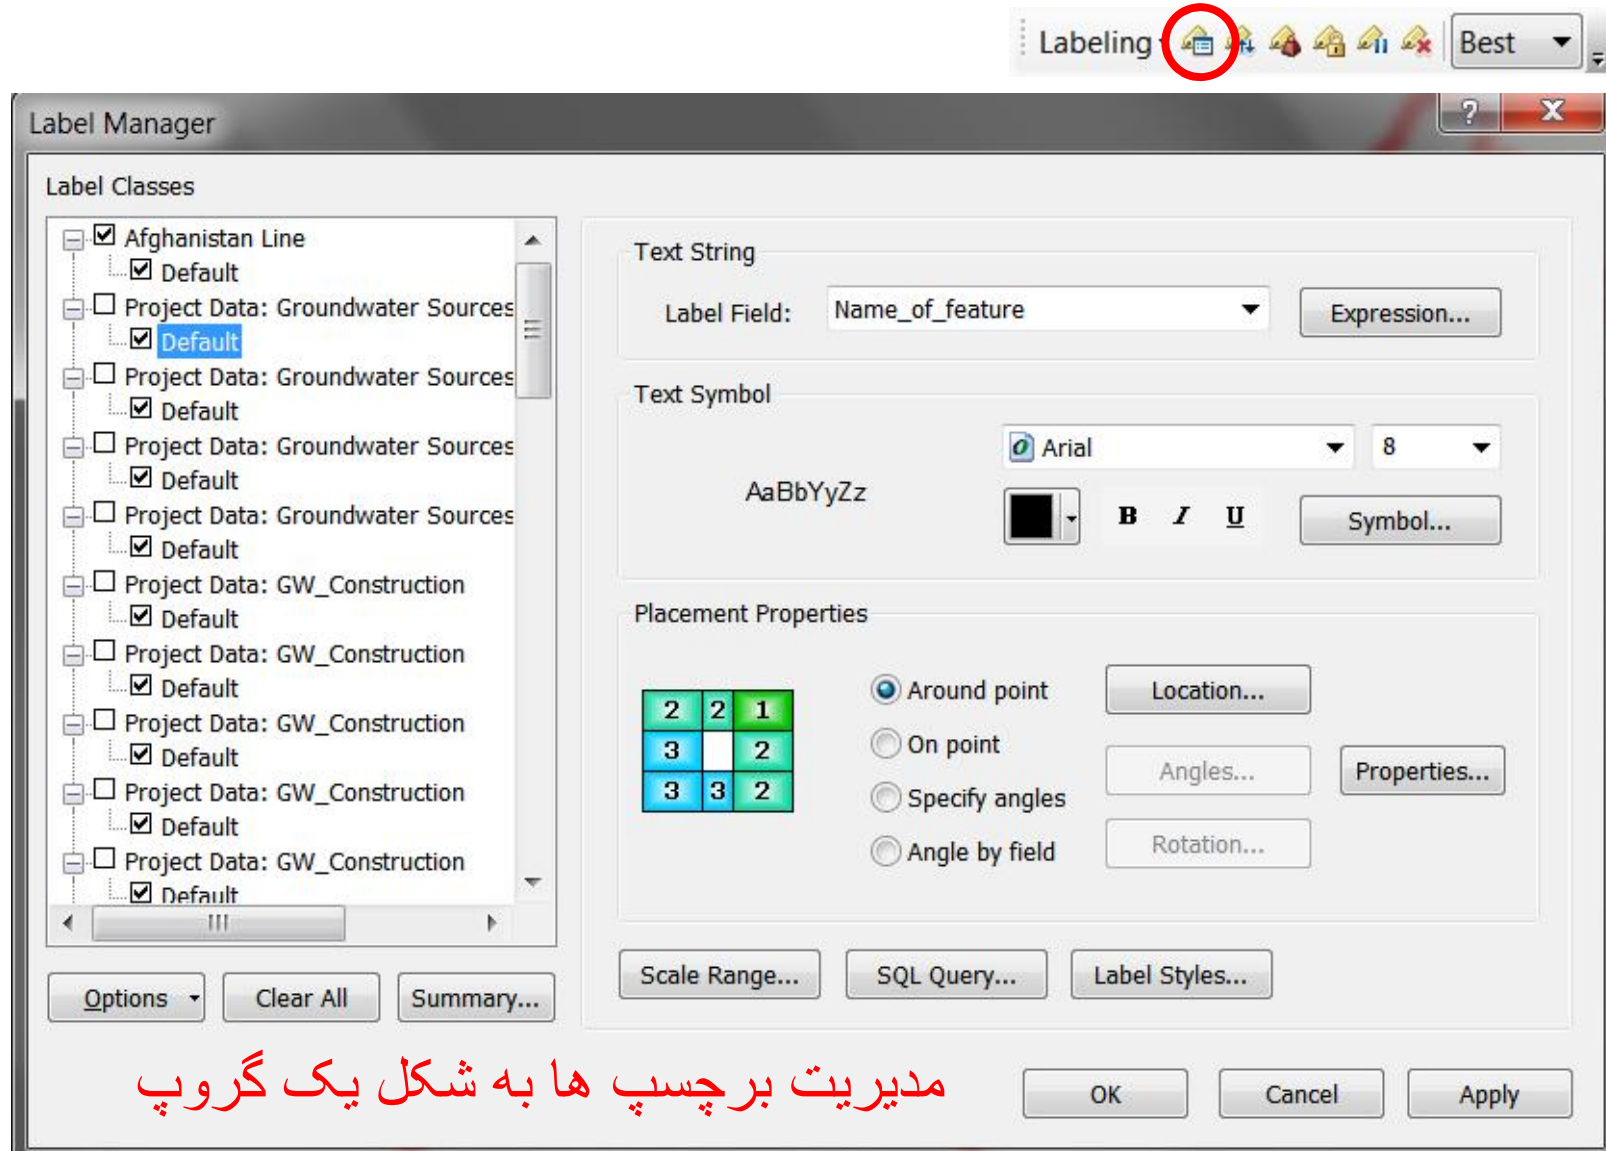 Labeling
Best
Label Manager
Label Classes
Afghanistan Line
Default
Project Data: Groundwater Sources
Default
Project Data: Groundwater Sources
Default
Project Data: Groundwater Sources
Default
Project Data: Groundwater Sources
Default
Project Data: GW_Construction
Default
Project Data: GW_Construction
Default
Project Data: GW_Construction
Default
Project Data: GW_Construction
Default
Project Data: GW_Construction
Default
Options
Clear All
Summary...
Text String
Label Field:
Name_of_feature
Expression...
Text Symbol
Arial
8
AaBbYyZz
B I U
Symbol...
Placement Properties
2 2 1
3 2
3 3 2
Around point
On point
Specify angles
Angle by field
Location...
Angles...
Rotation...
Properties...
Scale Range...
SQL Query...
Label Styles...
مدیریت برچسپ ها به شکل یک گروپ
OK
Cancel
Apply